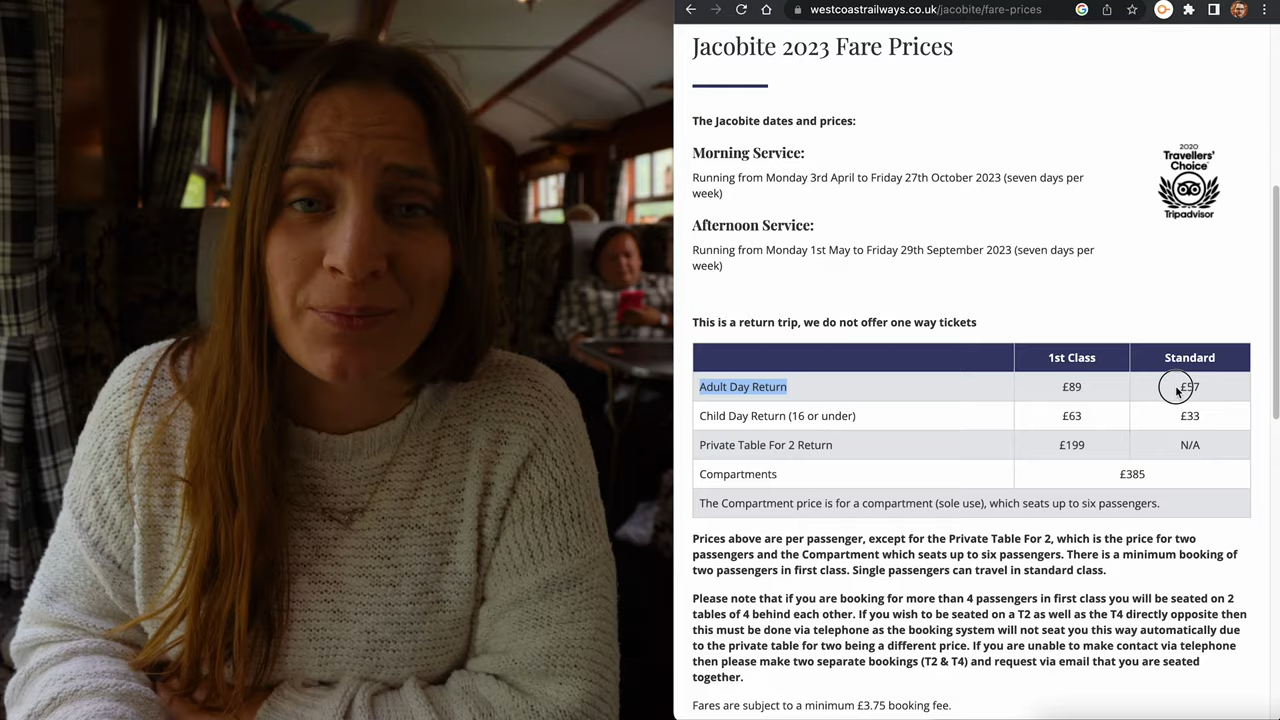 westcoastrailways.co.uk/jacobite/fare-prices
Jacobite 2023 Fare Prices
The Jacobite dates and prices:
Morning Service:
Running from Monday 3rd April to Friday 27th October 2023 (seven days per
week)
2020
Travellers'
Choice
Tripadvisor
Afternoon Service:
Running from Monday 1st May to Friday 29th September 2023 (seven days per
week)
This is a return trip, we do not offer one way tickets
1st Class Standard
Adult Day Return £89 £57
Child Day Return (16 or under) £63 £33
Private Table For 2 Return £199 N/A
Compartments £385
The Compartment price is for a compartment (sole use), which seats up to six passengers.
Prices above are per passenger, except for the Private Table For 2, which is the price for two
passengers and the Compartment which seats up to six passengers. There is a minimum booking of
two passengers in first class. Single passengers can travel in standard class.
Please note that if you are booking for more than 4 passengers in first class you will be seated on 2
tables of 4 behind each other. If you wish to be seated on a T2 as well as the T4 directly opposite then
this must be done via telephone as the booking system will not seat you this way automatically due
to the private table for two being a different price. If you are unable to make contact via telephone
then please make two separate bookings (T2 & T4) and request via email that you are seated
together.
Fares are subject to a minimum £3.75 booking fee.